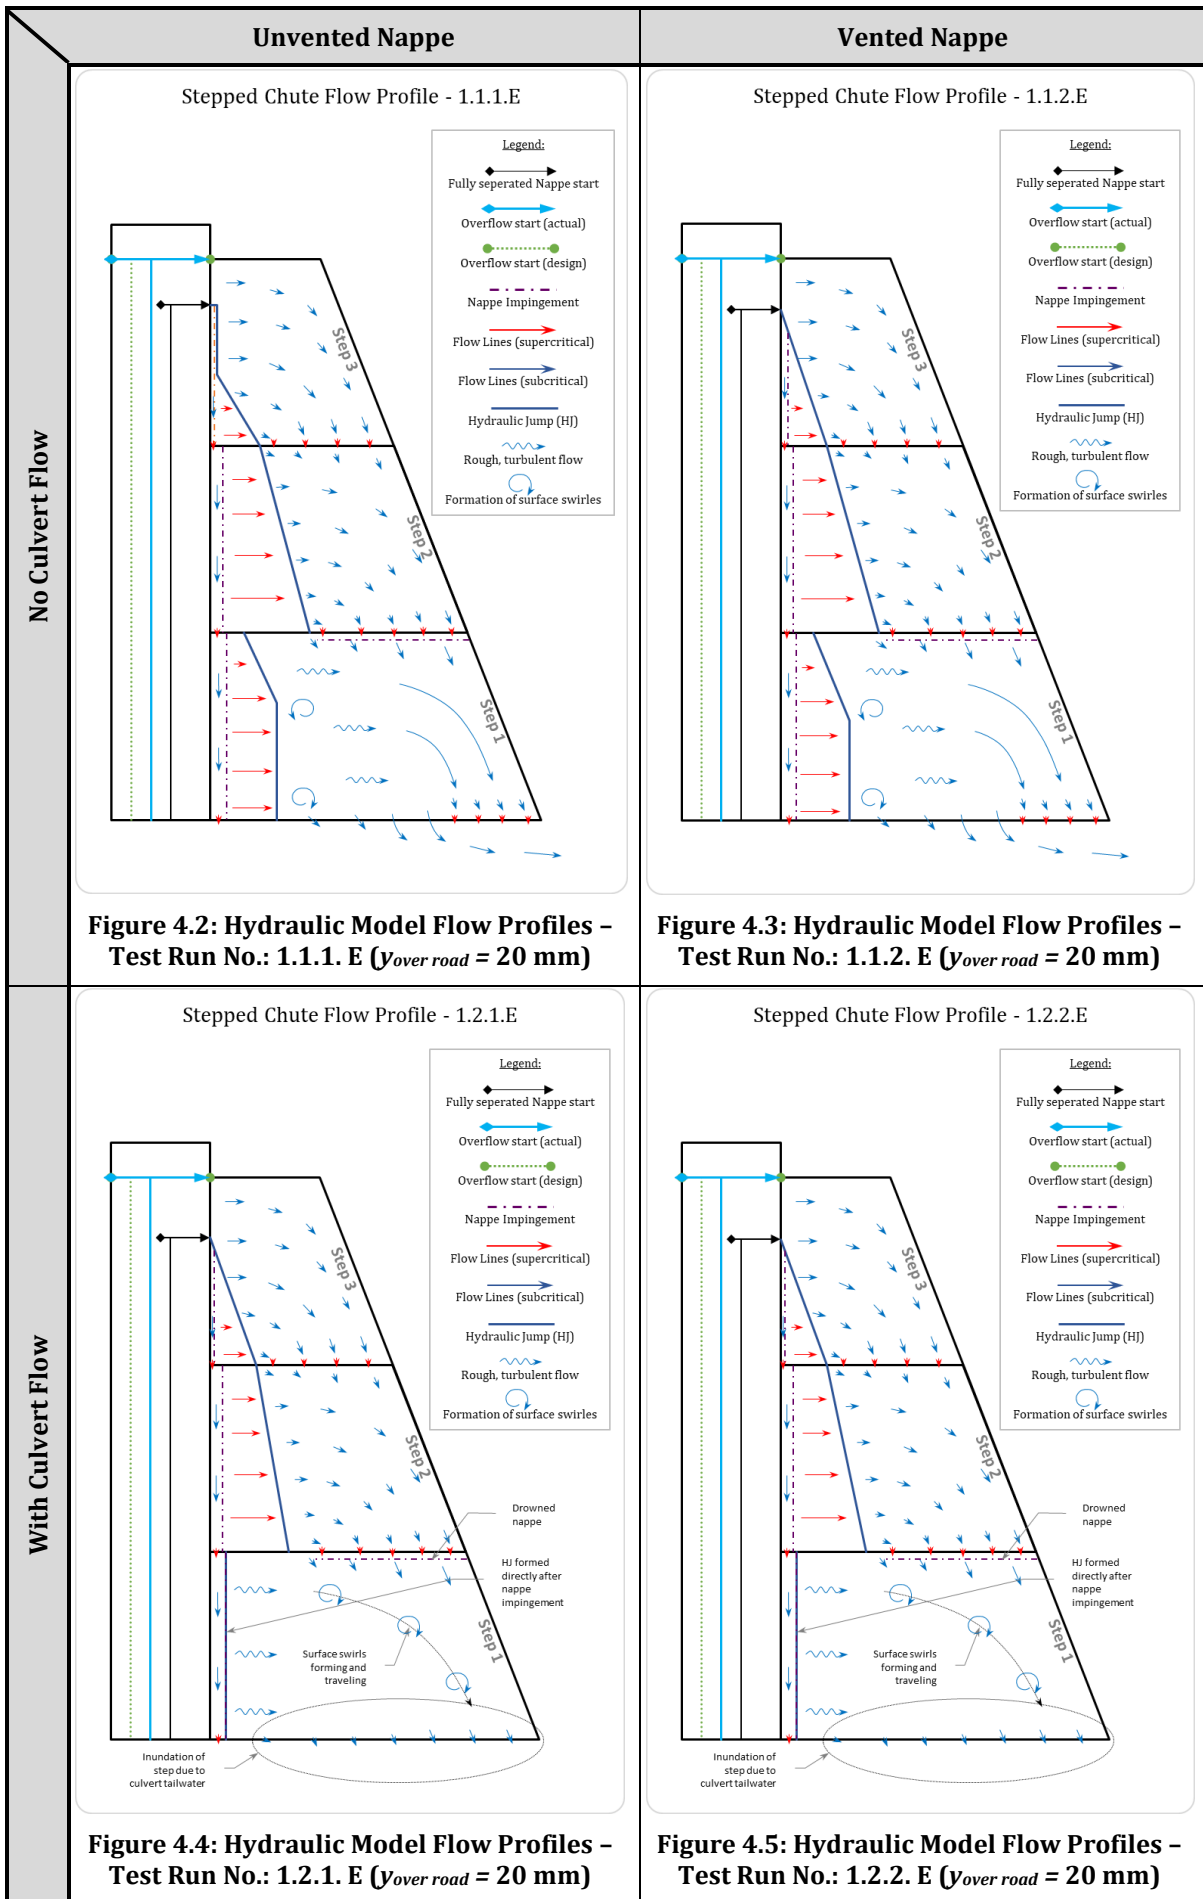 Unvented Nappe
Vented Nappe
No Culvert Flow
Stepped Chute Flow Profile - 1.1.1.E
Legend:
Fully seperated Nappe start
Overflow start (actual)
Overflow start (design)
Nappe Impingement
Flow Lines (supercritical)
Flow Lines (subcritical)
Hydraulic Jump (HJ)
Rough, turbulent flow
Formation of surface swirles
Step 3
Step 2
Step 1
Figure 4.2: Hydraulic Model Flow Profiles –
Test Run No.: 1.1.1. E (yover road = 20 mm)
Stepped Chute Flow Profile - 1.1.2.E
Legend:
Fully seperated Nappe start
Overflow start (actual)
Overflow start (design)
Nappe Impingement
Flow Lines (supercritical)
Flow Lines (subcritical)
Hydraulic Jump (HJ)
Rough, turbulent flow
Formation of surface swirles
Step 3
Step 2
Step 1
Figure 4.3: Hydraulic Model Flow Profiles –
Test Run No.: 1.1.2. E (yover road = 20 mm)
With Culvert Flow
Stepped Chute Flow Profile - 1.2.1.E
Legend:
Fully seperated Nappe start
Overflow start (actual)
Overflow start (design)
Nappe Impingement
Flow Lines (supercritical)
Flow Lines (subcritical)
Hydraulic Jump (HJ)
Rough, turbulent flow
Formation of surface swirles
Step 3
Step 2
Drowned
nappe
HJ formed
directly after
nappe
impingement
Step 1
Surface swirls
forming and
traveling
Inundation of
step due to
culvert tailwater
Figure 4.4: Hydraulic Model Flow Profiles –
Test Run No.: 1.2.1. E (yover road = 20 mm)
Stepped Chute Flow Profile - 1.2.2.E
Legend:
Fully seperated Nappe start
Overflow start (actual)
Overflow start (design)
Nappe Impingement
Flow Lines (supercritical)
Flow Lines (subcritical)
Hydraulic Jump (HJ)
Rough, turbulent flow
Formation of surface swirles
Step 3
Step 2
Drowned
nappe
HJ formed
directly after
nappe
impingement
Step 1
Surface swirls
forming and
traveling
Inundation of
step due to
culvert tailwater
Figure 4.5: Hydraulic Model Flow Profiles –
Test Run No.: 1.2.2. E (yover road = 20 mm)